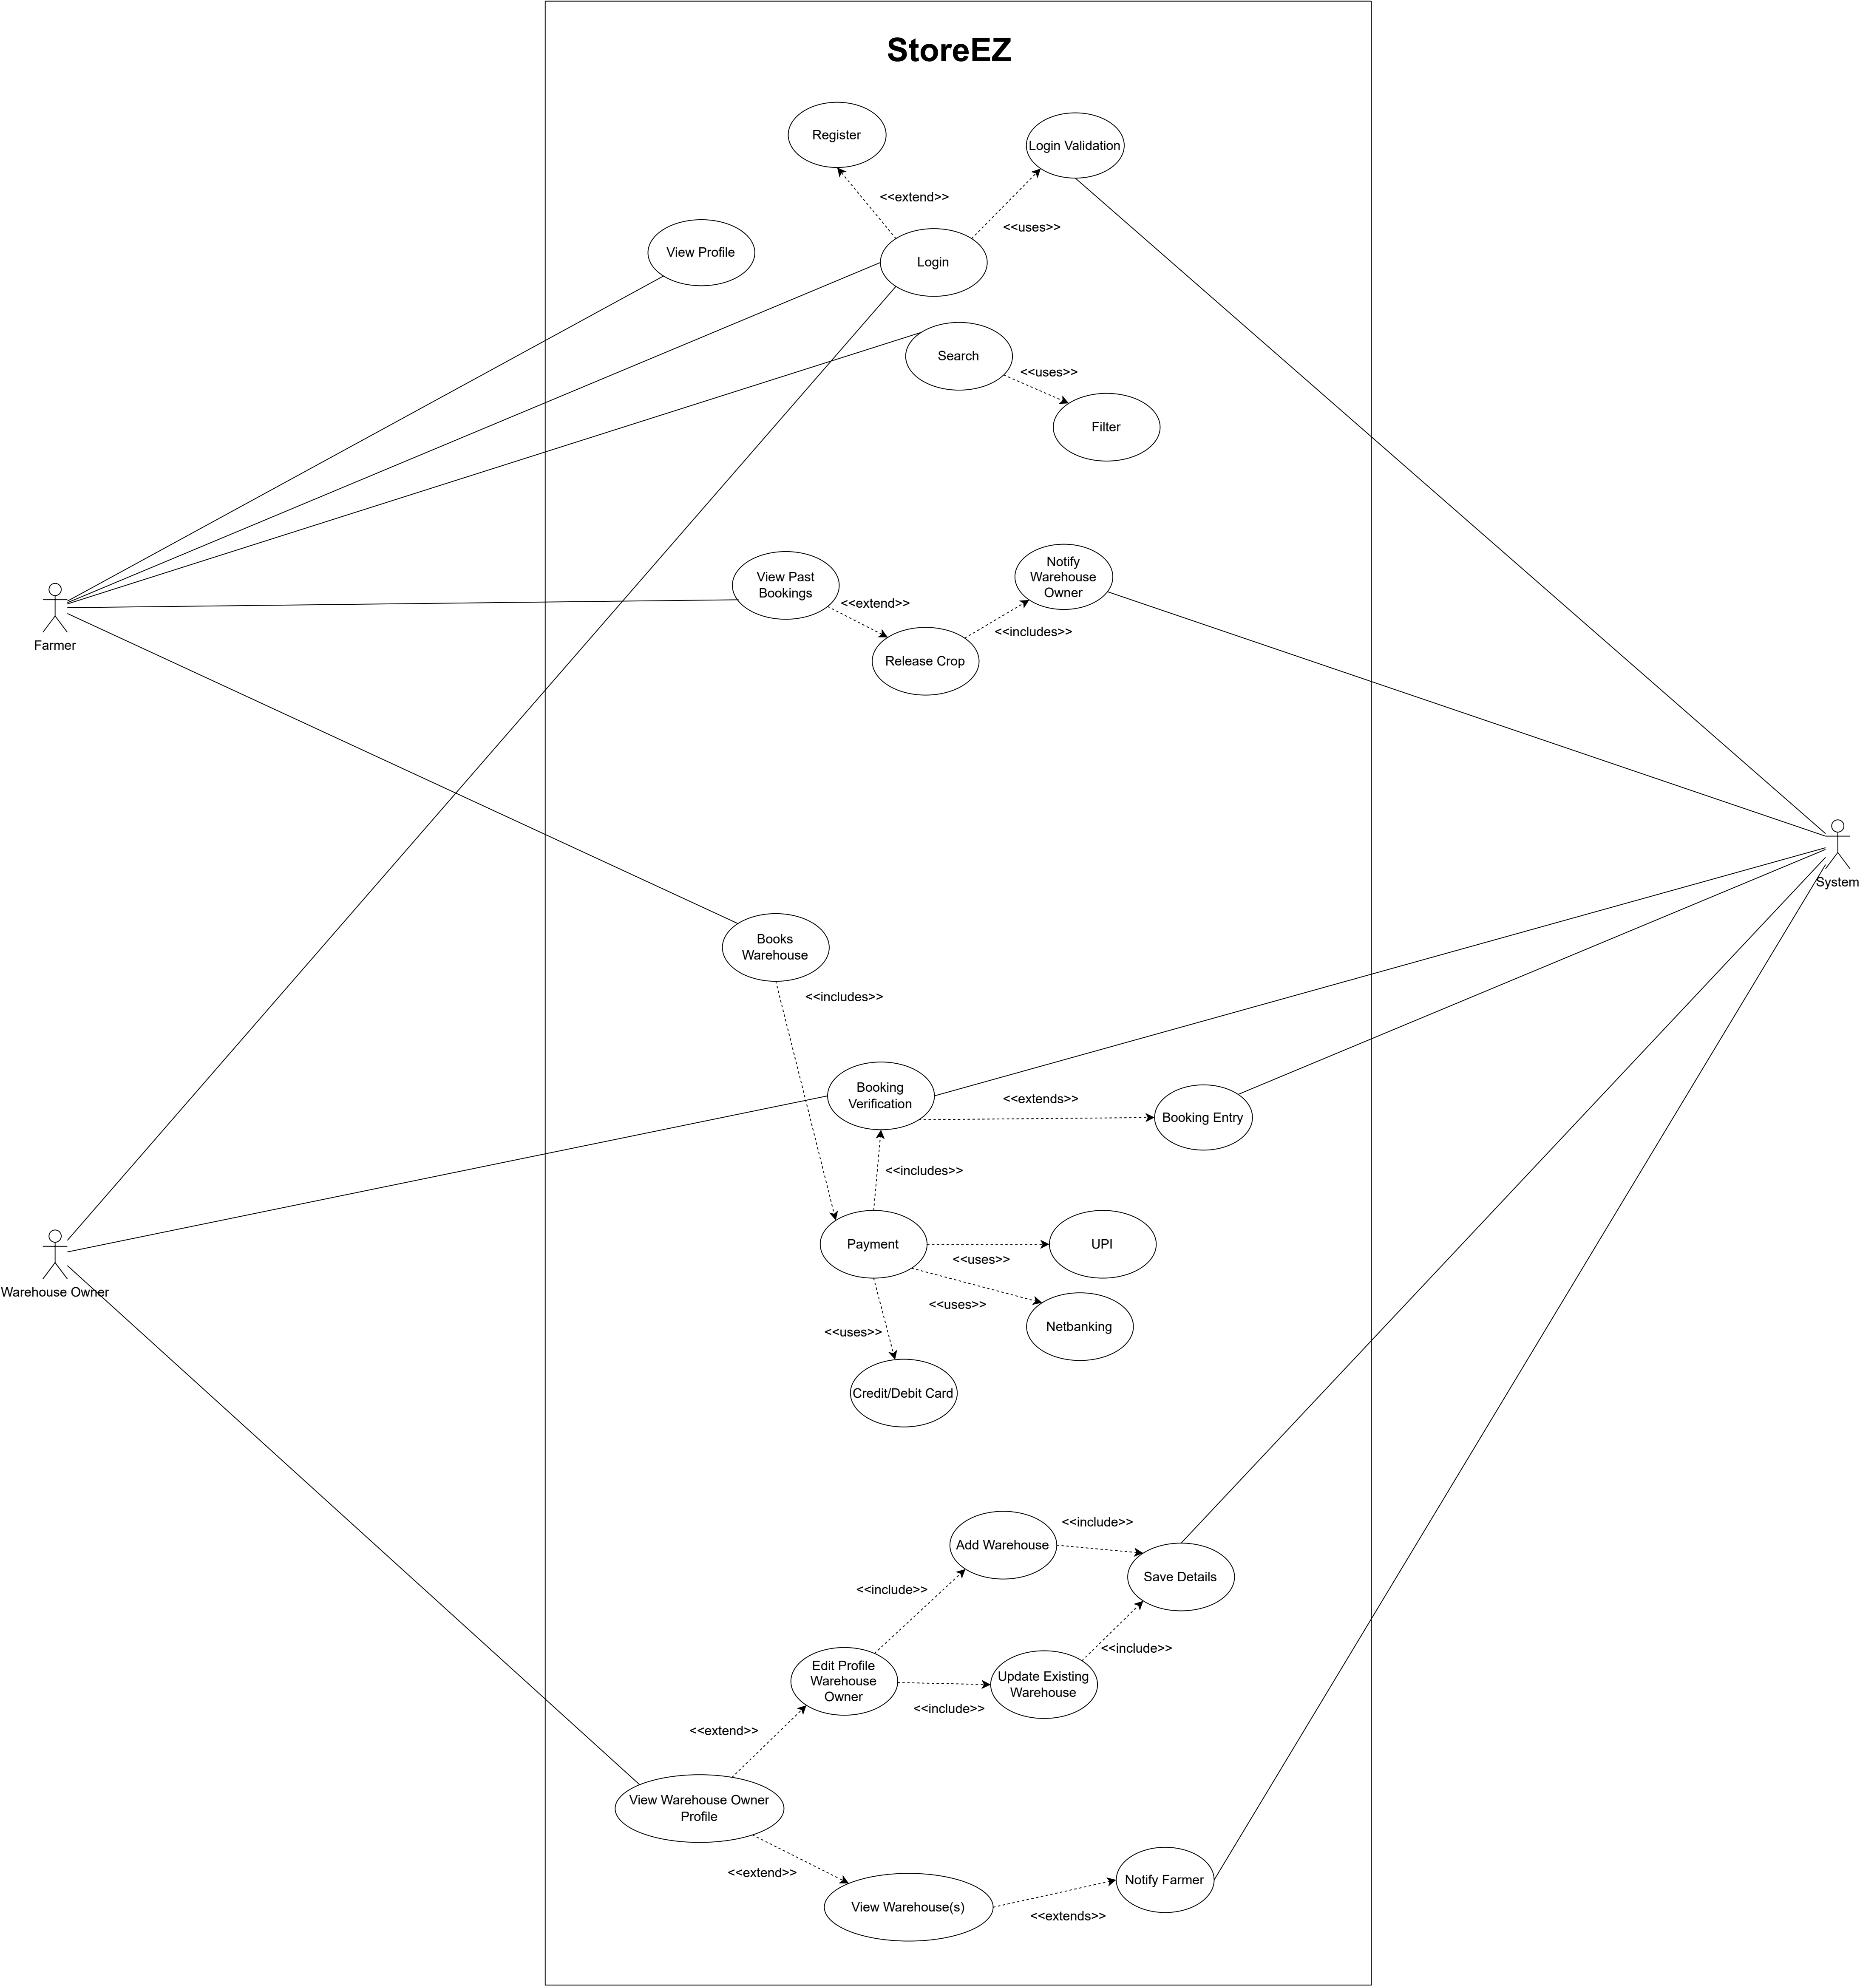 StoreEZ
Register
Login Validation
<<extend>>
<<uses>>
View Profile
Login
Search
<<uses>>
Filter
View Past
Bookings
<<extend>>
Notify
Warehouse
Owner
<<includes>>
Release Crop
Farmer
System
Books
Warehouse
<<includes>>
Booking
Verification
<<extends>>
Booking Entry
<<includes>>
Payment
UPI
<<uses>>
Netbanking
<<uses>>
<<uses>>
Credit/Debit Card
Warehouse Owner
Add Warehouse
<<include>>
Save Details
<<include>>
<<include>>
Edit Profile
Warehouse
Owner
Update Existing
Warehouse
<<include>>
<<extend>>
View Warehouse Owner
Profile
<<extend>>
View Warehouse(s)
Notify Farmer
<<extends>>